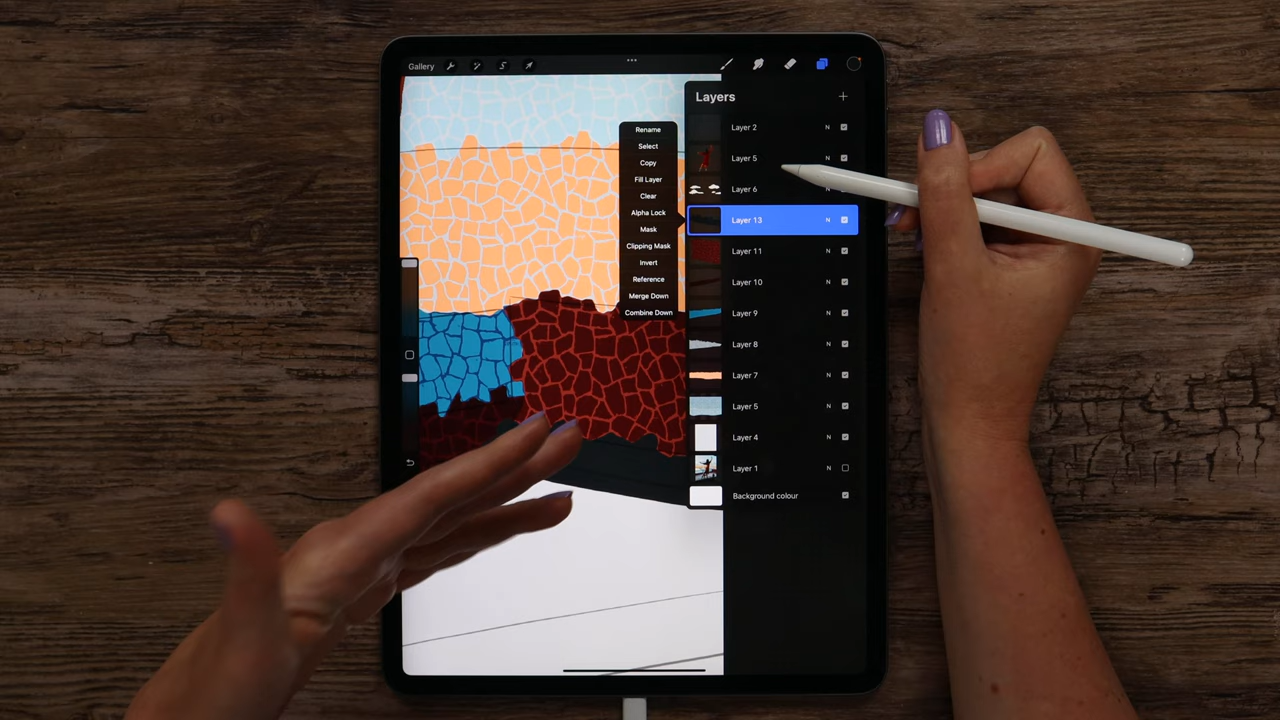 Gallery
Layers
Rename
Select
Copy
Fill Layer
Clear
Alpha Lock
Mask
Clipping Mask
Invert
Reference
Merge Down
Combine Down
Layer 2 N
Layer 5 N
Layer 6 N
Layer 13 N
Layer 11 N
Layer 10 N
Layer 9 N
Layer 8 N
Layer 7 N
Layer 5 N
Layer 4 N
Layer 1 N
Background colour